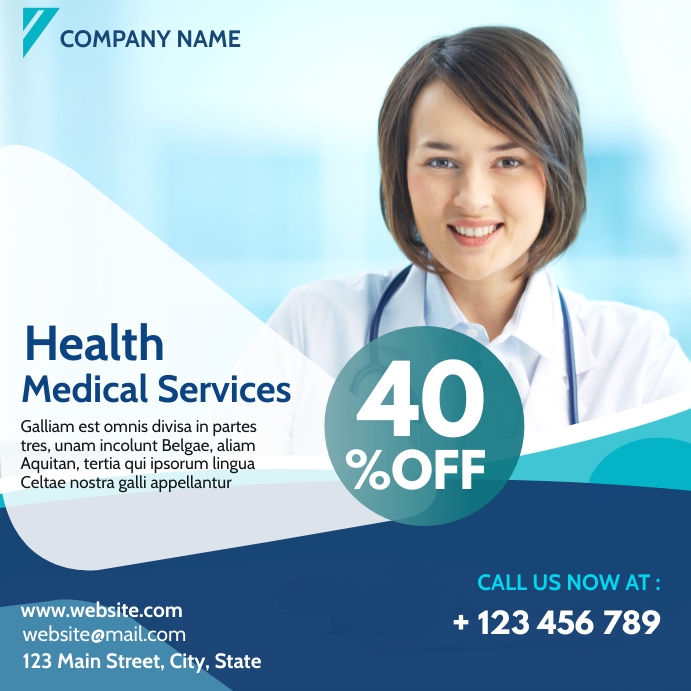 COMPANY NAME
Health
Medical Services
Galliam est omnis divisa in partes
tres, unam incolunt Belgae, aliam
Aquitan, tertia qui ipsorum lingua
Celtae nostra galli appellantur
40
%OFF
CALL US NOW AT :
+ 123 456 789
www.website.com
website@mail.com
123 Main Street, City, State